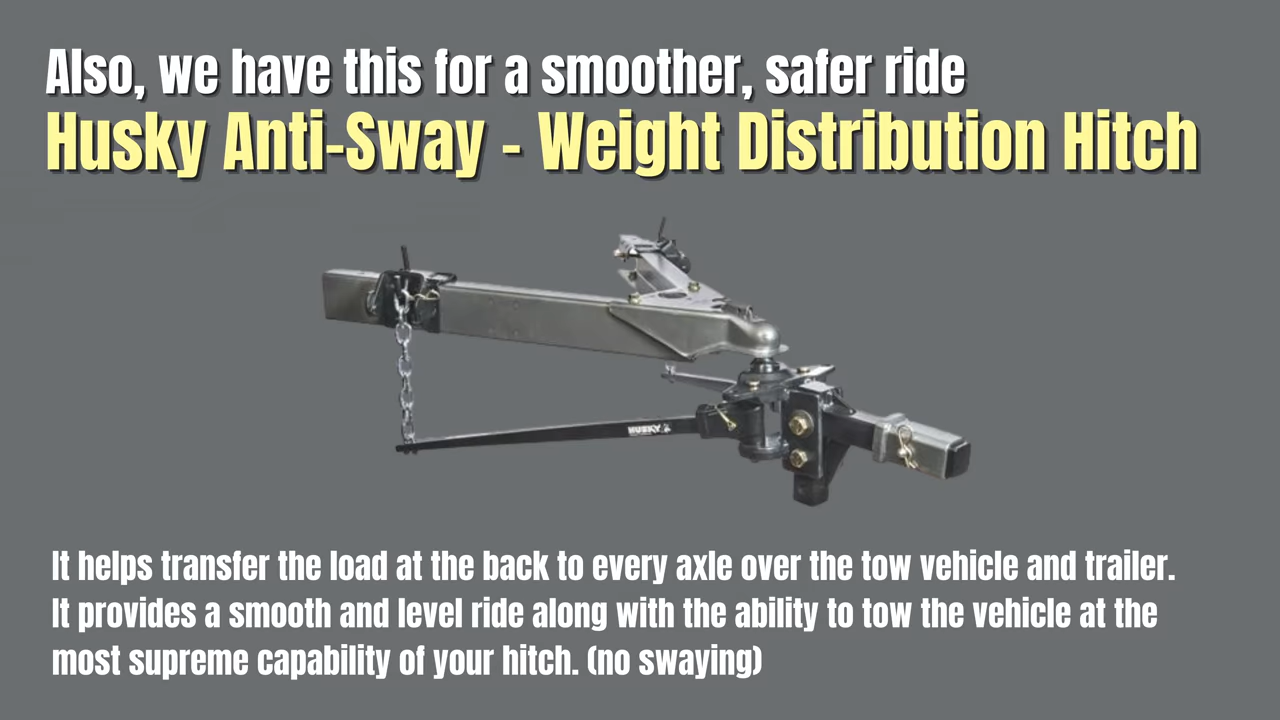 Also, we have this for a smoother, safer ride
Husky Anti-Sway - Weight Distribution Hitch
HUSKY
It helps transfer the load at the back to every axle over the tow vehicle and trailer.
It provides a smooth and level ride along with the ability to tow the vehicle at the
most supreme capability of your hitch. (no swaying)